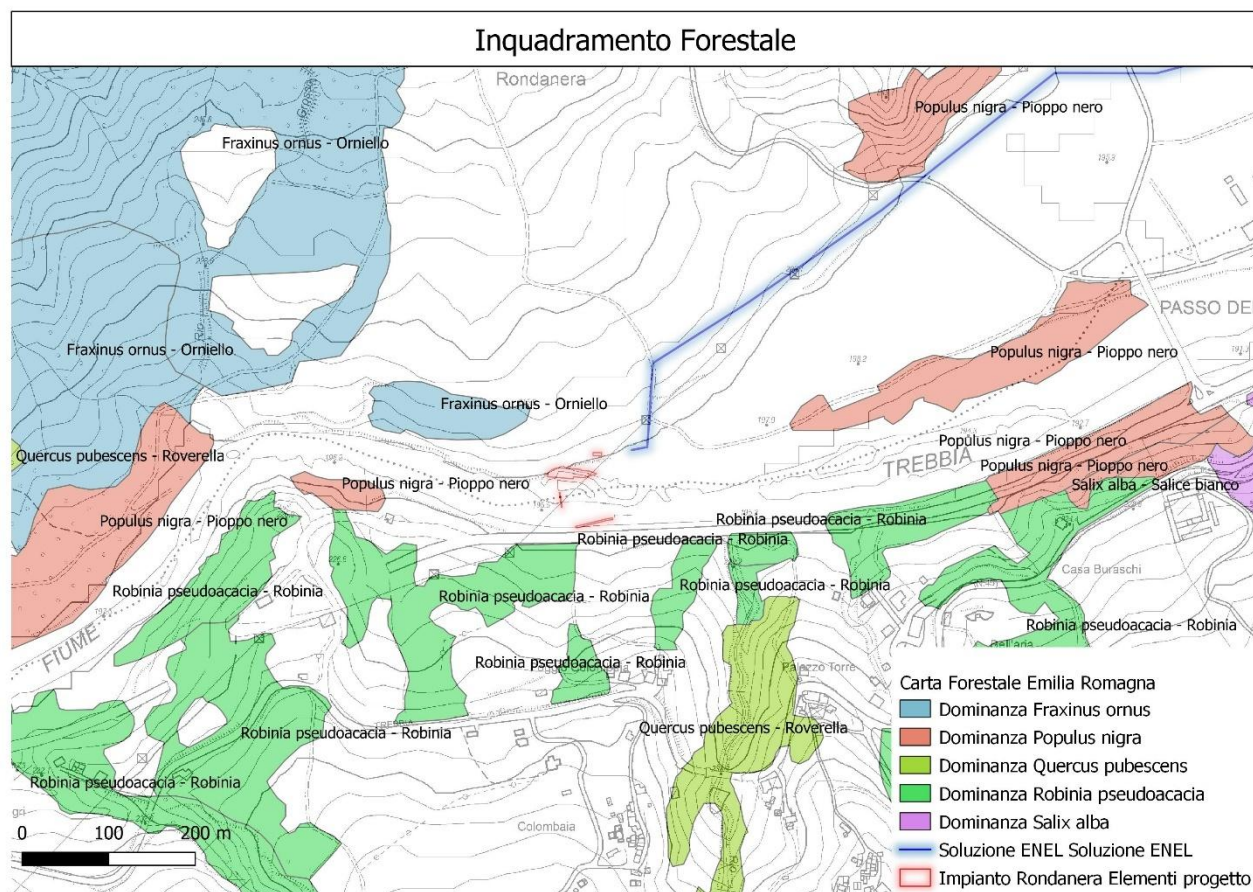 Inquadramento Forestale
Rondanera
Populus nigra - Pioppo nero
Fraxinus ornus - Orniello
Fraxinus ornus - Orniello
PASSO DE
Populus nigra - Pioppo nero
Fraxinus ornus - Orniello
Populus nigra - Pioppo nero
Quercus pubescens - Roverella
TREBBIA
Populus nigra - Pioppo nero
Populus nigra - Pioppo nero
Salix alba - Salice bianco
Populus nigra - Pioppo nero
Robinia pseudoacacia - Robinia
Robinia pseudoacacia - Robinia
Casa Buraschi
Robinia pseudoacacia - Robinia
Robinia pseudoacacia - Robinia
Robinia pseudoacacia - Robinia
Robinia pseudoacacia - Robinia
FIUME
Robinia pseudoacacia - Robinia
Palazzo Torre
Quercus pubescens - Roverella
TREBBIA
Robinia pseudoacacia - Robinia
Robinia pseudoacacia - Robinia
Colombaia
Rio
0 100 200 m
Carta Forestale Emilia Romagna
Dominanza Fraxinus ornus
Dominanza Populus nigra
Dominanza Quercus pubescens
Dominanza Robinia pseudoacacia
Dominanza Salix alba
Soluzione ENEL Soluzione ENEL
Impianto Rondanera Elementi progetto